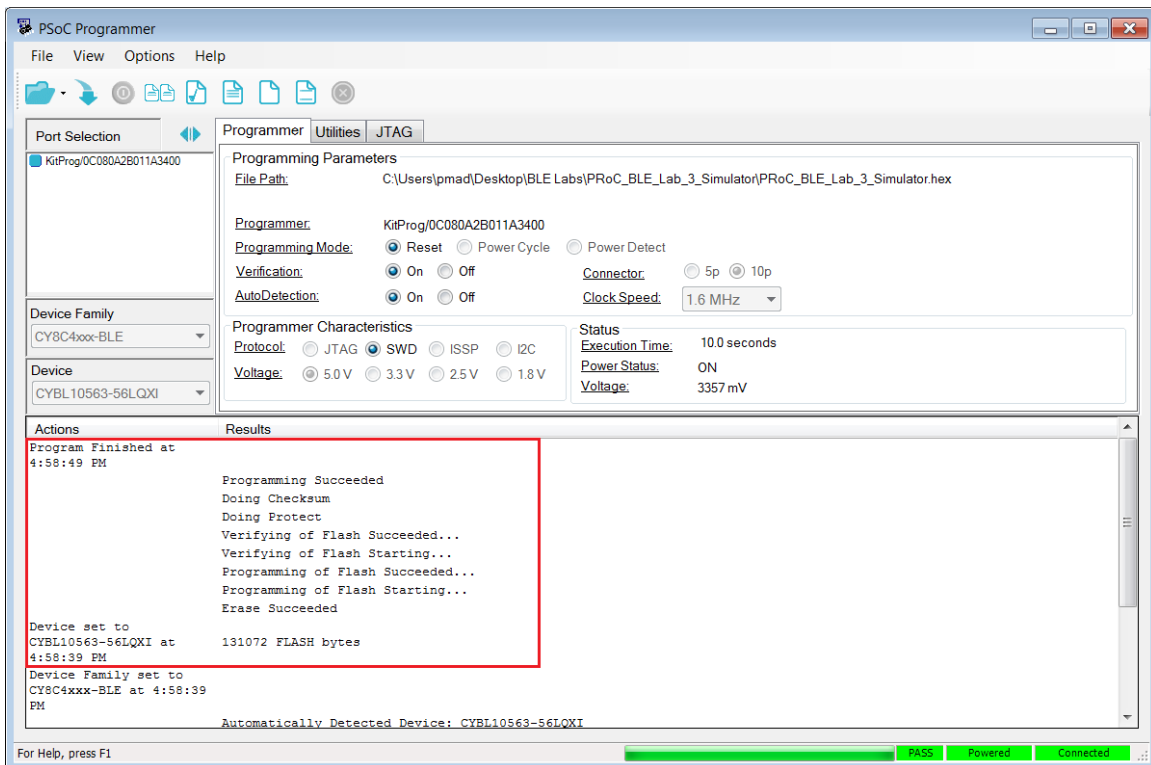 PSoC Programmer
File View Options Help
Port Selection
KitProg/0C080A2B011A3400
Device Family
CY8C4xxx-BLE
Device
CYBL10563-56LQXI
Programmer Utilities JTAG
Programming Parameters
File Path: C:\Users\pmad\Desktop\BLE Labs\PRoC_BLE_Lab_3_Simulator\PRoC_BLE_Lab_3_Simulator.hex
Programmer: KitProg/0C080A2B011A3400
Programming Mode: Reset Power Cycle Power Detect
Verification: On Off Connector: 5p 10p
AutoDetection: On Off Clock Speed: 1.6 MHz
Programmer Characteristics
Protocol: JTAG SWD ISSP I2C
Voltage: 5.0 V 3.3 V 2.5 V 1.8 V
Status
Execution Time: 10.0 seconds
Power Status: ON
Voltage: 3357 mV
Actions Results
Program Finished at
4:58:49 PM
Programming Succeeded
Doing Checksum
Doing Protect
Verifying of Flash Succeeded...
Verifying of Flash Starting...
Programming of Flash Succeeded...
Programming of Flash Starting...
Erase Succeeded
Device set to
CYBL10563-56LQXI at 131072 FLASH bytes
4:58:39 PM
Device Family set to
CY8C4xxx-BLE at 4:58:39
PM
Automatically Detected Device: CYBL10563-56LQXI
For Help, press F1 PASS Powered Connected